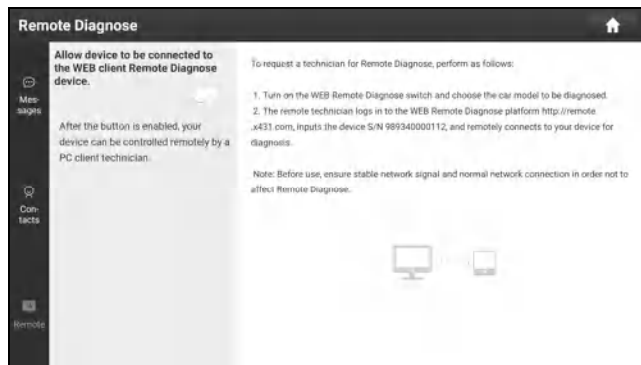 Remote Diagnose
Mes-
sages
Con-
tacts
Remote
Allow device to be connected to
the WEB client Remote Diagnose
device.
After the button is enabled, your
device can be controlled remotely by a
PC client technician.
To request a technician for Remote Diagnose, perform as follows:
1. Turn on the WEB Remote Diagnose switch and choose the car model to be diagnosed.
2. The remote technician logs in to the WEB Remote Diagnose platform http://remote
.x431.com, inputs the device S/N 989340000112, and remotely connects to your device for
diagnosis.
Note: Before use, ensure stable network signal and normal network connection in order not to
affect Remote Diagnose.